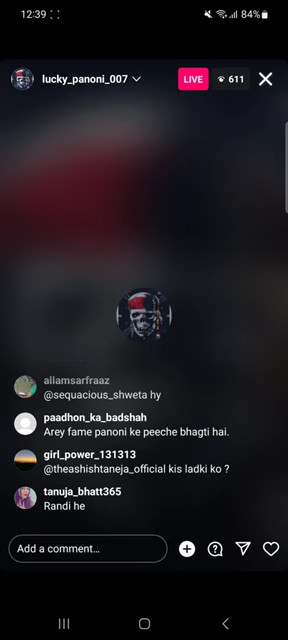 12:39
84%
lucky_panoni_007
LIVE
611
allamsarfraaz
@sequacious_shweta hy
paadhon_ka_badshah
Arey fame panoni ke peeche bhagti hai.
girl_power_131313
@theashishtaneja_official kis ladki ko ?
tanuja_bhatt365
Randi he
Add a comment...